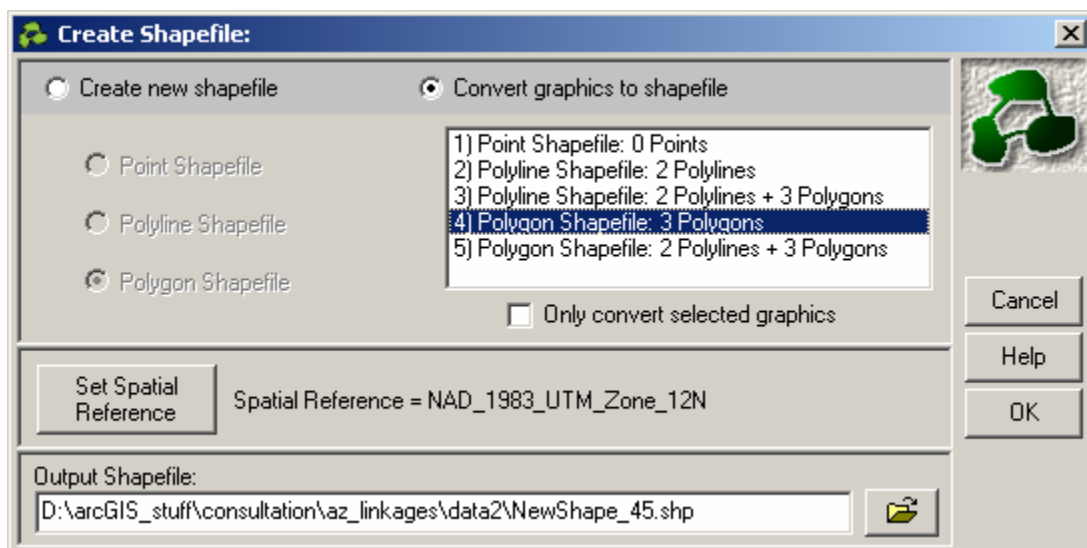 Create Shapefile:
Create new shapefile
Convert graphics to shapefile
Point Shapefile
Polyline Shapefile
Polygon Shapefile
1) Point Shapefile: 0 Points
2) Polyline Shapefile: 2 Polylines
3) Polyline Shapefile: 2 Polylines + 3 Polygons
4) Polygon Shapefile: 3 Polygons
5) Polygon Shapefile: 2 Polylines + 3 Polygons
Only convert selected graphics
Cancel
Help
OK
Set Spatial
Reference
Spatial Reference = NAD_1983_UTM_Zone_12N
Output Shapefile:
D:\arcGIS_stuff\consultation\az_linkages\data2\NewShape_45.shp